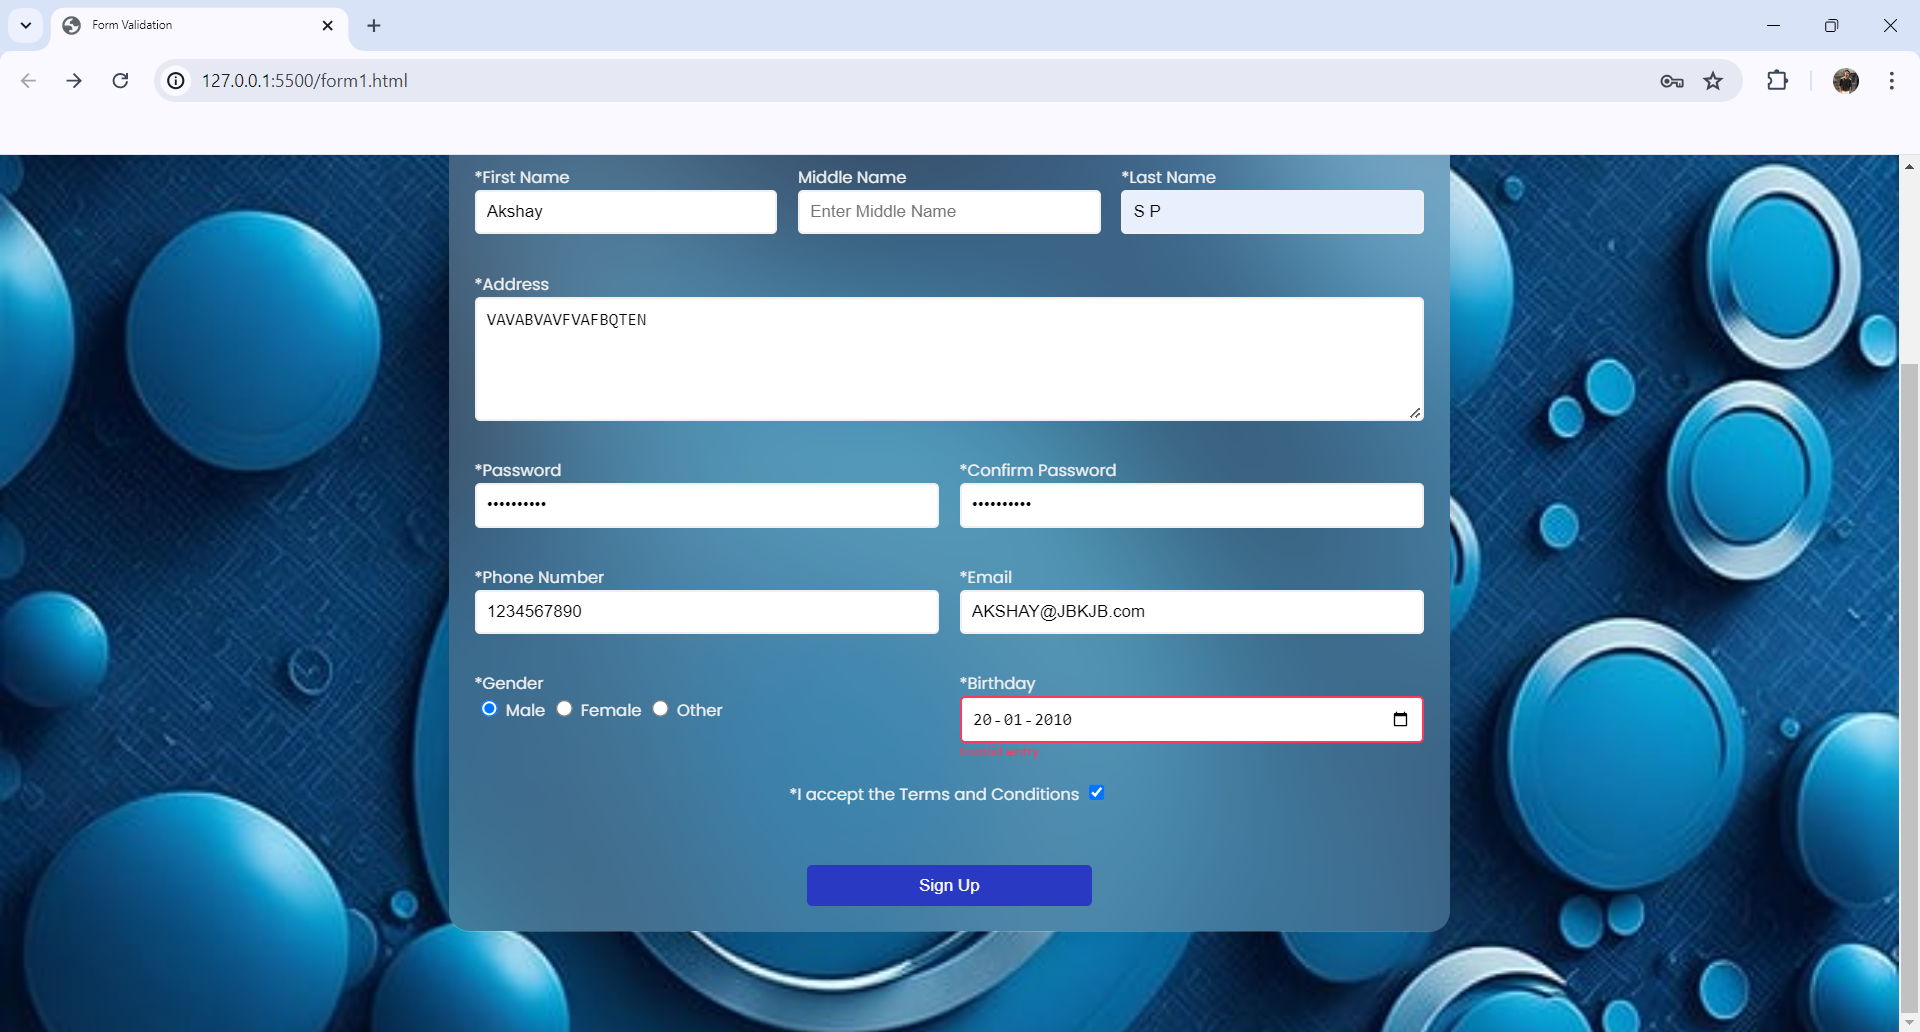 Form Validation
127.0.0.1:5500/form1.html
*First Name Middle Name *Last Name
Akshay Enter Middle Name S P
*Address
VAVABVAVFVAFBQTEN
*Password *Confirm Password
•••••••••• ••••••••••
*Phone Number *Email
1234567890 AKSHAY@JBKJB.com
*Gender *Birthday
Male Female Other 20-01-2010
Invalid entry
*I accept the Terms and Conditions
Sign Up